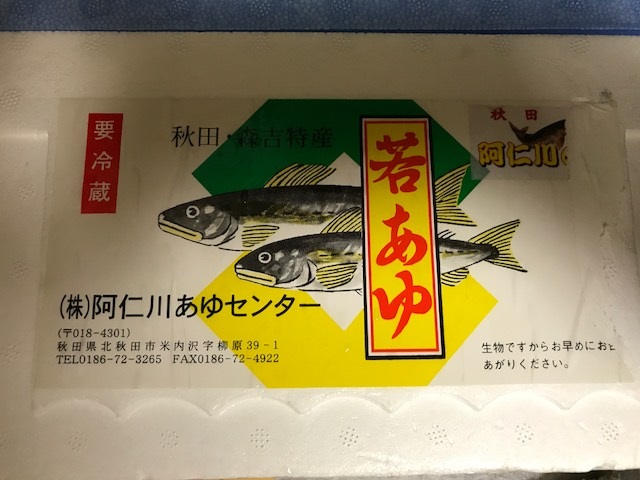 要冷蔵
秋田・森吉特産
若あゆ
秋田
阿仁川の
(株)阿仁川あゆセンター
(〒018-4301)
秋田県北秋田市米内沢字柳原39-1
TEL0186-72-3265 FAX0186-72-4922
生物ですからお早めにお
あがりください。